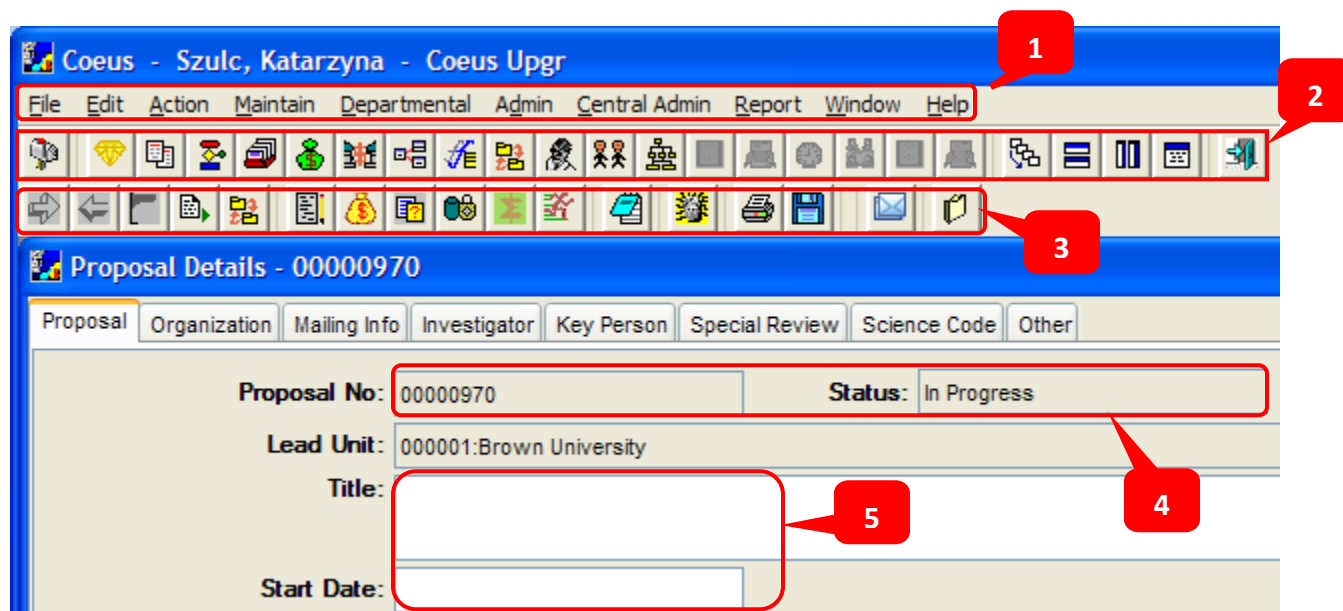 1
Coeus - Szulc, Katarzyna - Coeus Upgr
2
File Edit Action Maintain Departmental Admin Central Admin Report Window Help
3
Proposal Details - 00000970
Proposal Organization Mailing Info Investigator Key Person Special Review Science Code Other
Proposal No: 00000970 Status: In Progress
Lead Unit: 000001:Brown University
Title:
4
5
Start Date: